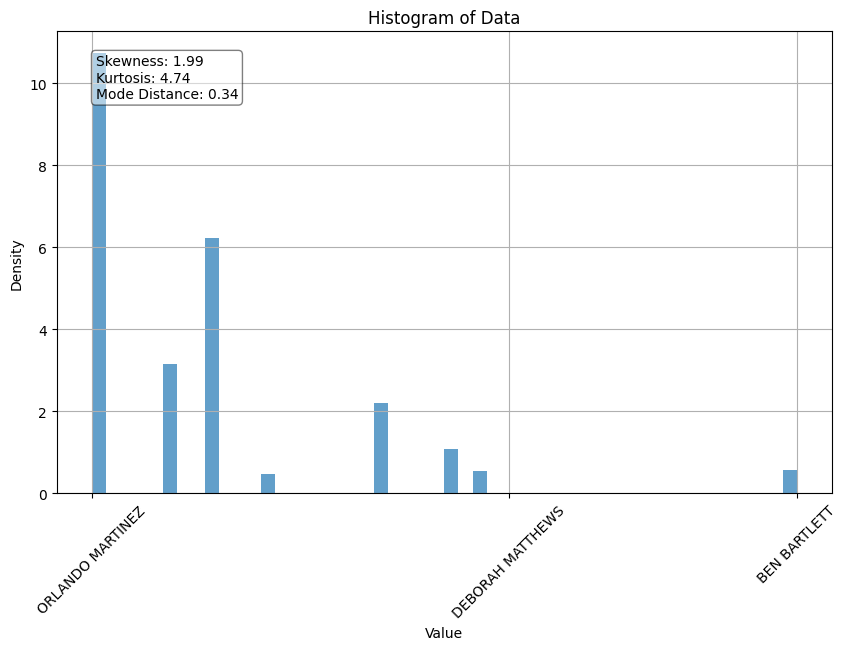 Histogram of Data
Skewness: 1.99
Kurtosis: 4.74
Mode Distance: 0.34
Density
10
8
6
4
2
0
ORLANDO MARTINEZ
DEBORAH MATTHEWS
BEN BARTLETT
Value